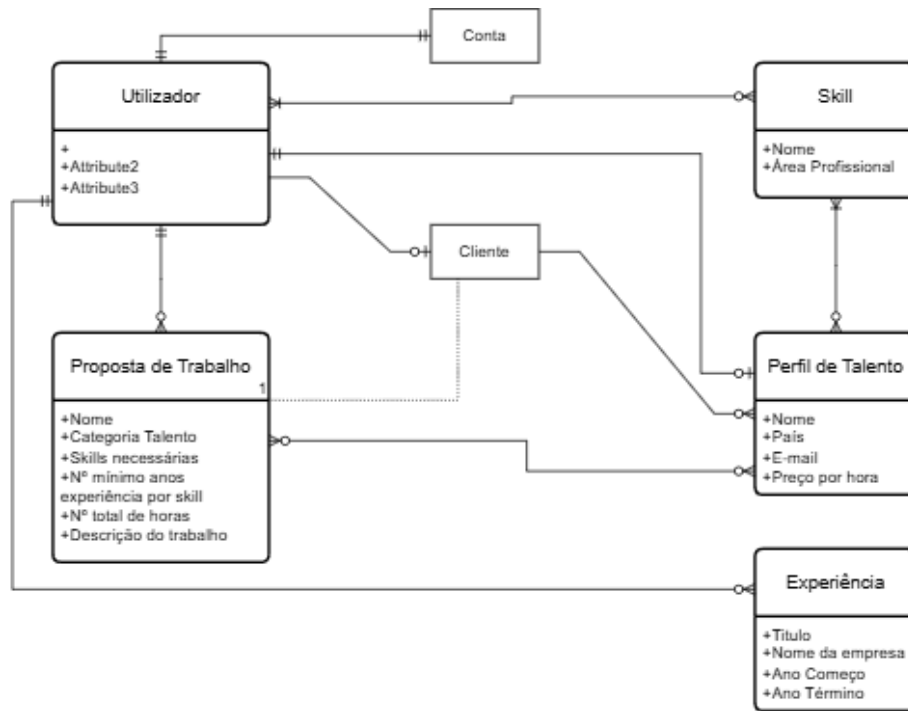 Conta
Utilizador
+
+Attribute2
+Attribute3
Skill
+Nome
+Área Profissional
Cliente
Proposta de Trabalho
1
+Nome
+Categoria Talento
+Skills necessárias
+Nº mínimo anos
experiência por skill
+Nº total de horas
+Descrição do trabalho
Perfil de Talento
+Nome
+País
+E-mail
+Preço por hora
Experiência
+Titulo
+Nome da empresa
+Ano Começo
+Ano Término